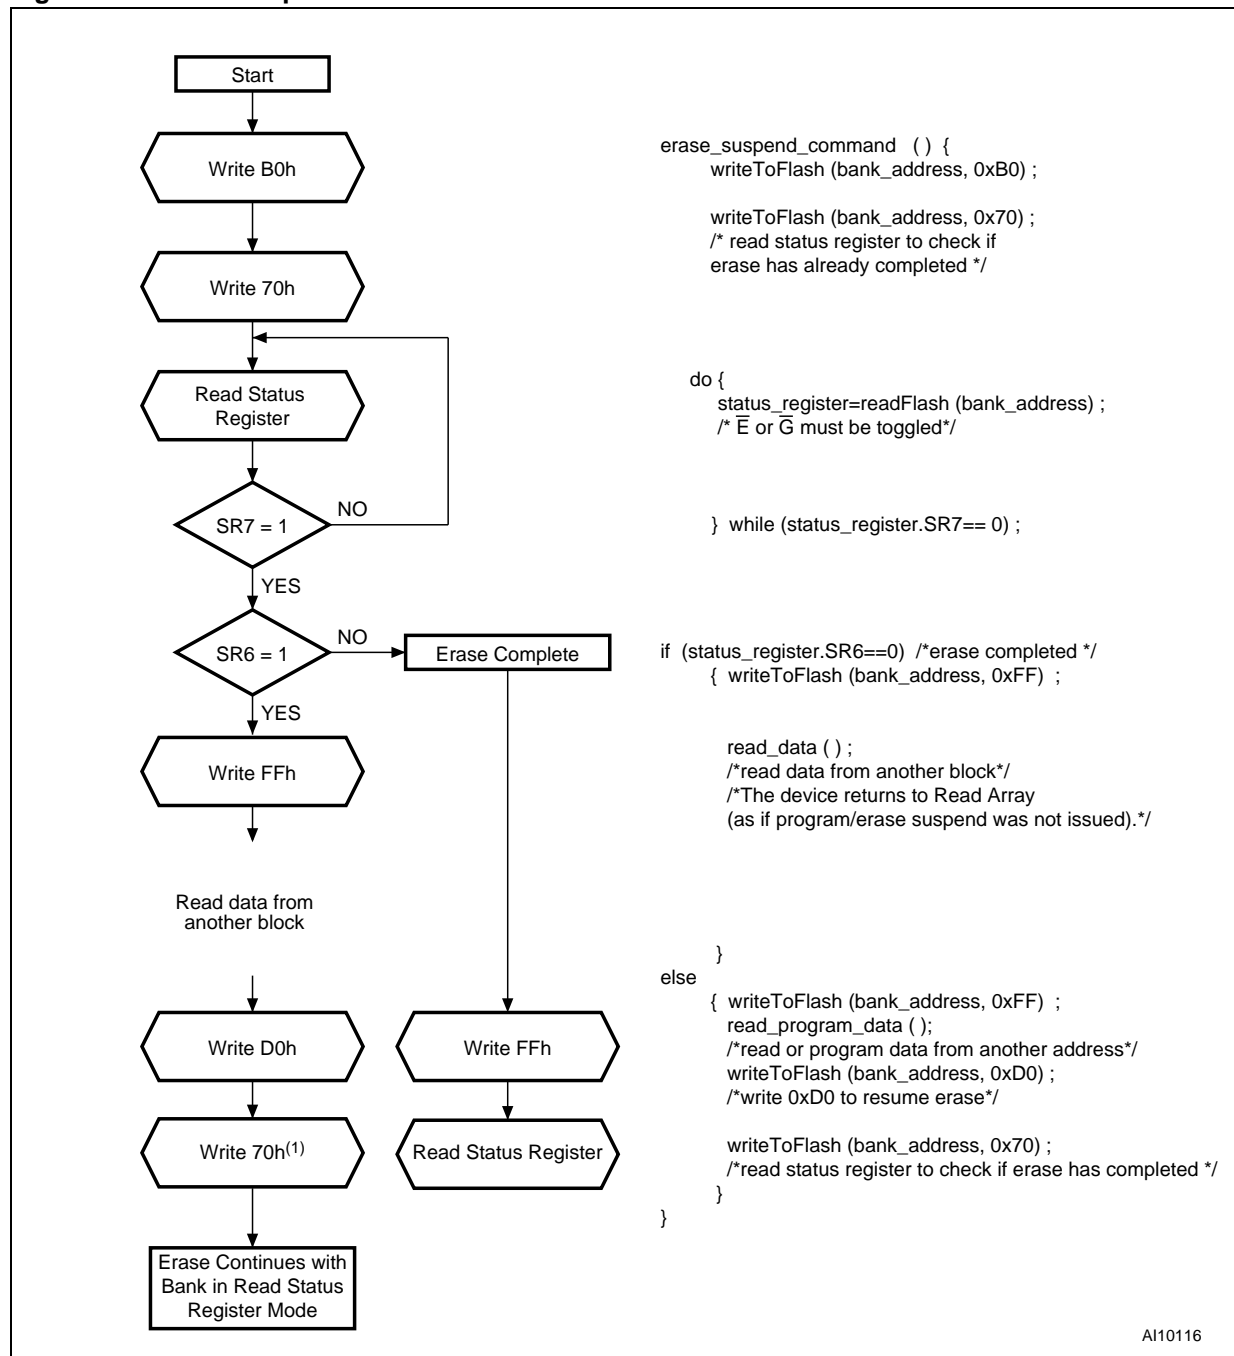 Start
Write B0h
Write 70h
Read Status
Register
SR7 = 1
NO
YES
SR6 = 1
NO
Erase Complete
YES
Write FFh
Read data from
another block
Write D0h
Write FFh
Write 70h(1)
Read Status Register
Erase Continues with
Bank in Read Status
Register Mode
erase_suspend_command ( ) {
writeToFlash (bank_address, 0xB0) ;
writeToFlash (bank_address, 0x70) ;
/* read status register to check if
erase has already completed */
do {
status_register=readFlash (bank_address) ;
/* E̅ or G̅ must be toggled*/
} while (status_register.SR7== 0) ;
if (status_register.SR6==0) /*erase completed */
{ writeToFlash (bank_address, 0xFF) ;
read_data ( ) ;
/*read data from another block*/
/*The device returns to Read Array
(as if program/erase suspend was not issued).*/
}
else
{ writeToFlash (bank_address, 0xFF) ;
read_program_data ( );
/*read or program data from another address*/
writeToFlash (bank_address, 0xD0) ;
/*write 0xD0 to resume erase*/
writeToFlash (bank_address, 0x70) ;
/*read status register to check if erase has completed */
}
}
AI10116